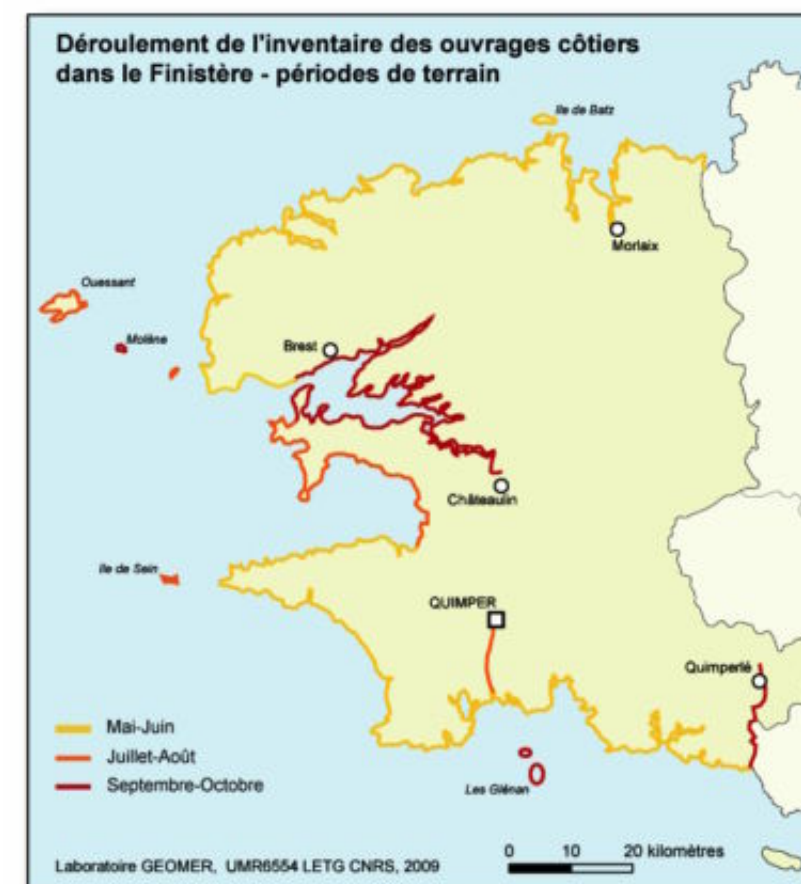 Déroulement de l'inventaire des ouvrages côtiers
dans le Finistère - périodes de terrain
Ile de Batz
Morlaix
Ouessant
Molène
Brest
Châteaulin
Ile de Sein
QUIMPER
Quimperlé
Mai-Juin
Juillet-Août
Septembre-Octobre
Les Glénan
0 10 20 kilomètres
Laboratoire GEOMER, UMR6554 LETG CNRS, 2009